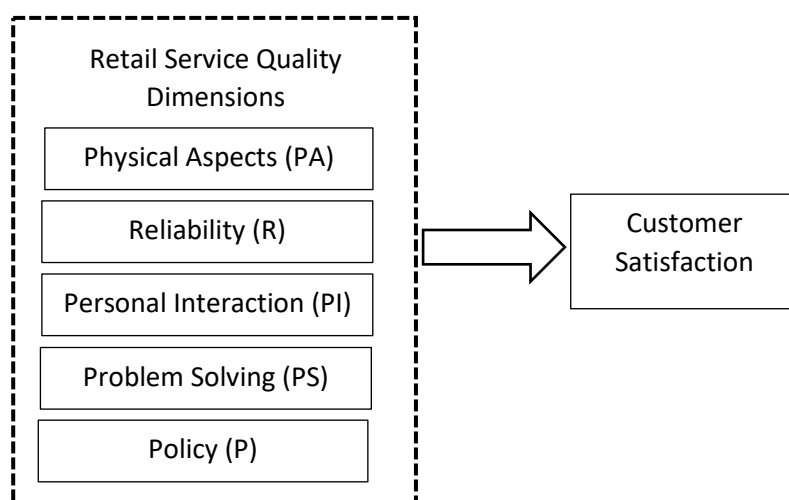 Retail Service Quality
Dimensions
Physical Aspects (PA)
Reliability (R)
Personal Interaction (PI)
Problem Solving (PS)
Policy (P)
Customer
Satisfaction